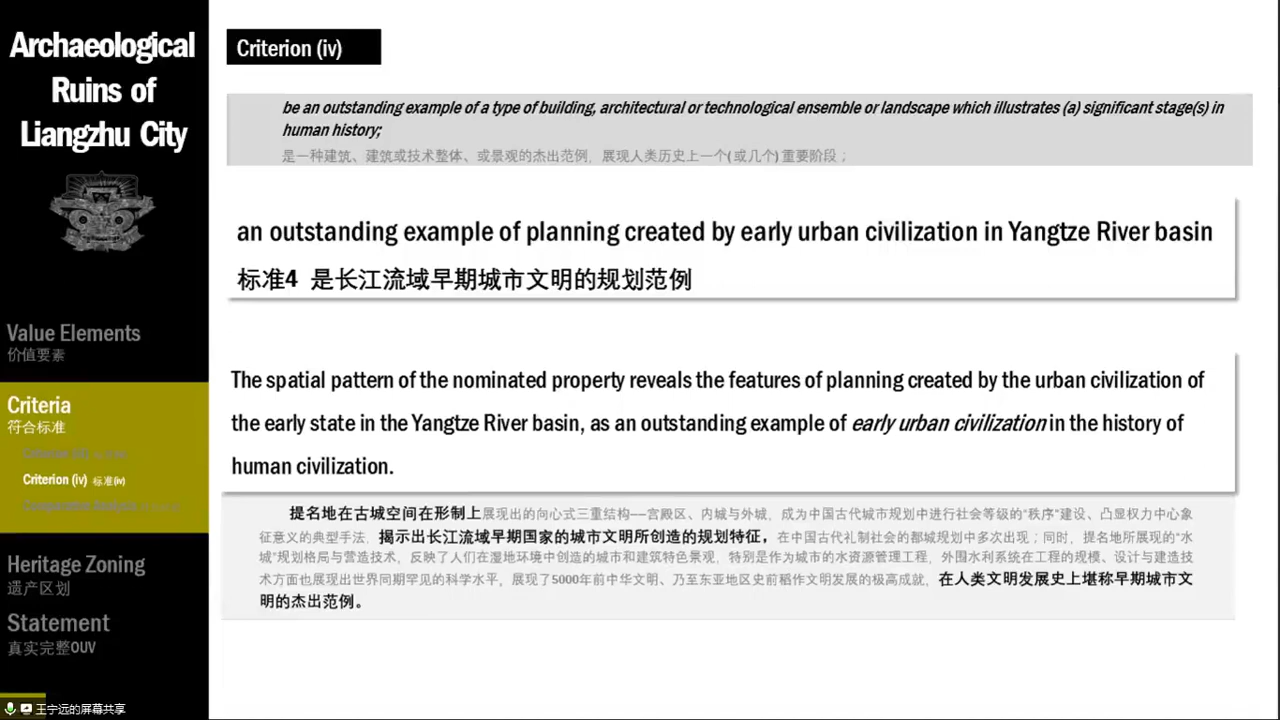 Archaeological
Ruins of
Liangzhu City
Value Elements
价值要素
Criteria
符合标准
Criterion (iv) 标准(iv)
Heritage Zoning
遗产区划
Statement
真实完整OUV
王宁远的屏幕共享
Criterion (iv)
be an outstanding example of a type of building, architectural or technological ensemble or landscape which illustrates (a) significant stage(s) in
human history;
是一种建筑、建筑或技术整体、或景观的杰出范例，展现人类历史上一个(或几个)重要阶段；
an outstanding example of planning created by early urban civilization in Yangtze River basin
标准4 是长江流域早期城市文明的规划范例
The spatial pattern of the nominated property reveals the features of planning created by the urban civilization of
the early state in the Yangtze River basin, as an outstanding example of early urban civilization in the history of
human civilization.
提名地在古城空间在形制上展现出的向心式三重结构——宫殿区、内城与外城，成为中国古代城市规划中进行社会等级的“秩序”建设、凸显权力中心象
征意义的典型手法，揭示出长江流域早期国家的城市文明所创造的规划特征，在中国古代礼制社会的都城规划中多次出现；同时，提名地所展现的“水
城”规划格局与营造技术，反映了人们在湿地环境中创造的城市和建筑特色景观，特别是作为城市的水资源管理工程，外围水利系统在工程的规模、设计与建造技
术方面也展现出世界同期罕见的科学水平，展现了5000年前中华文明、乃至东亚地区史前稻作文明发展的极高成就，在人类文明发展史上堪称早期城市文
明的杰出范例。